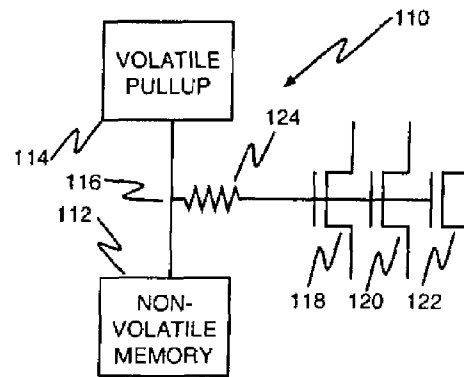 110
VOLATILE
PULLUP
124
114
116
112
118
120
122
NON-
VOLATILE
MEMORY